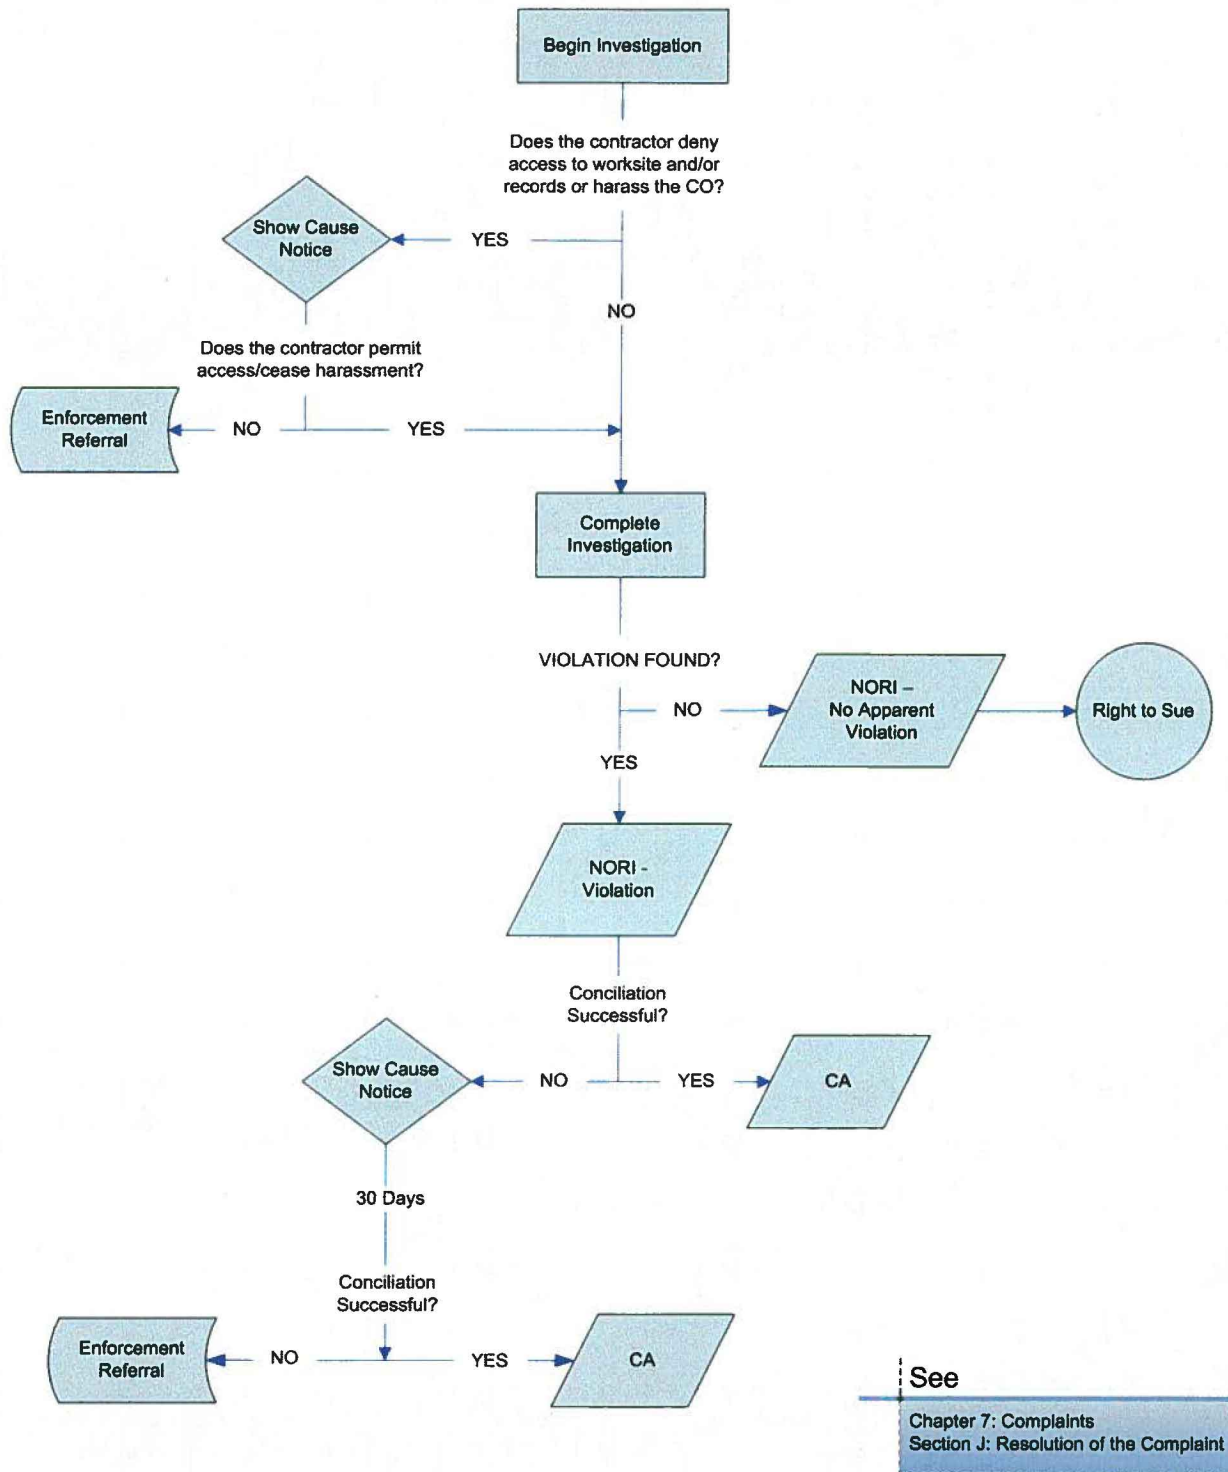 Begin Investigation
Does the contractor deny
access to worksite and/or
records or harass the CO?
Show Cause
Notice
YES
NO
Does the contractor permit
access/cease harassment?
Enforcement
Referral
NO
YES
Complete
Investigation
VIOLATION FOUND?
NO
NORI –
No Apparent
Violation
Right to Sue
YES
NORI -
Violation
Conciliation
Successful?
Show Cause
Notice
NO
YES
CA
30 Days
Conciliation
Successful?
Enforcement
Referral
NO
YES
CA
See
Chapter 7: Complaints
Section J: Resolution of the Complaint